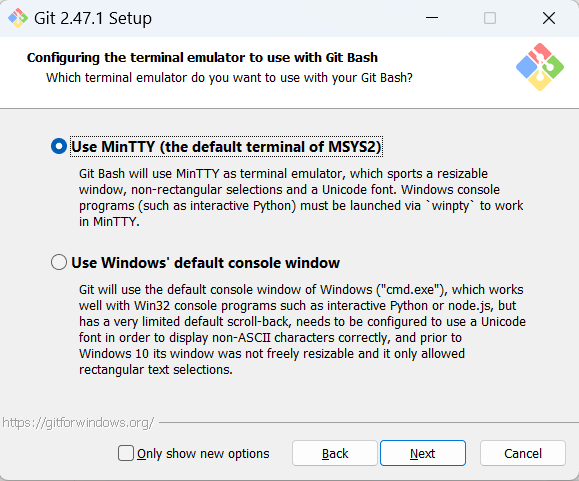 Git 2.47.1 Setup
Configuring the terminal emulator to use with Git Bash
Which terminal emulator do you want to use with your Git Bash?
Use MinTTY (the default terminal of MSYS2)
Git Bash will use MinTTY as terminal emulator, which sports a resizable
window, non-rectangular selections and a Unicode font. Windows console
programs (such as interactive Python) must be launched via `winpty` to work
in MinTTY.
Use Windows' default console window
Git will use the default console window of Windows ("cmd.exe"), which works
well with Win32 console programs such as interactive Python or node.js, but
has a very limited default scroll-back, needs to be configured to use a Unicode
font in order to display non-ASCII characters correctly, and prior to
Windows 10 its window was not freely resizable and it only allowed
rectangular text selections.
https://gitforwindows.org/
Only show new options
Back
Next
Cancel